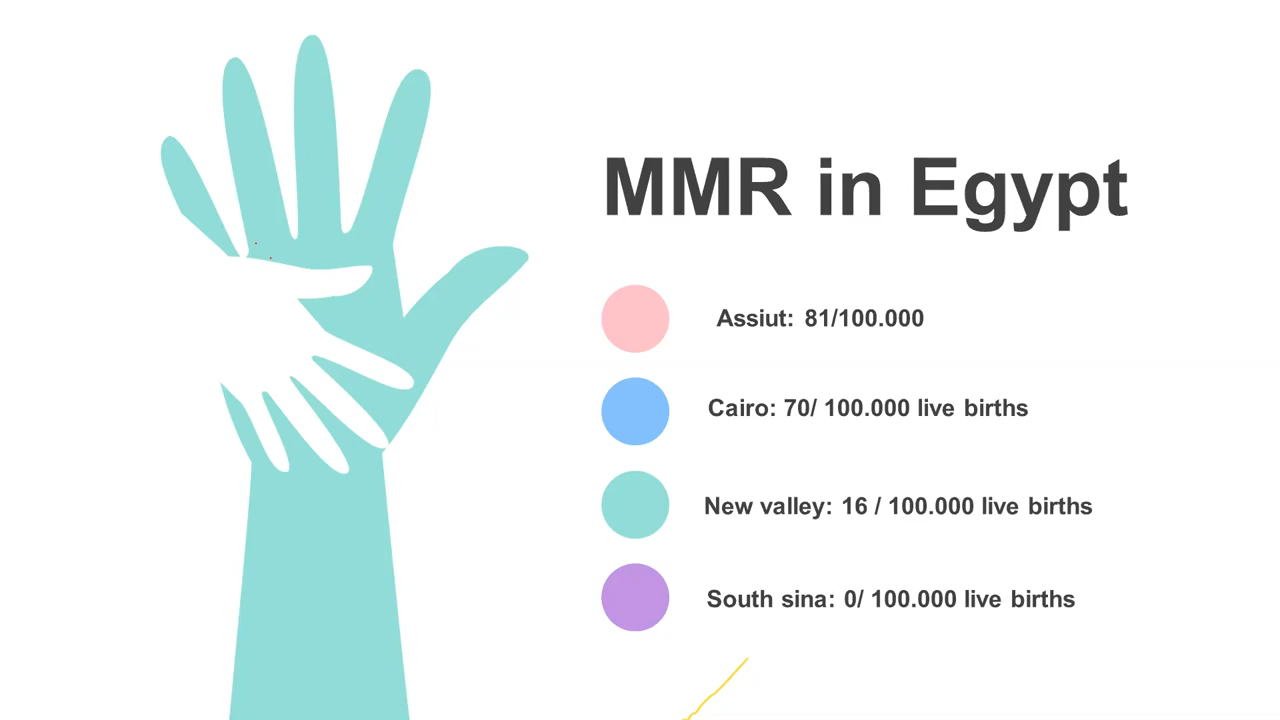 MMR in Egypt
Assiut: 81/100.000
Cairo: 70/ 100.000 live births
New valley: 16 / 100.000 live births
South sina: 0/ 100.000 live births